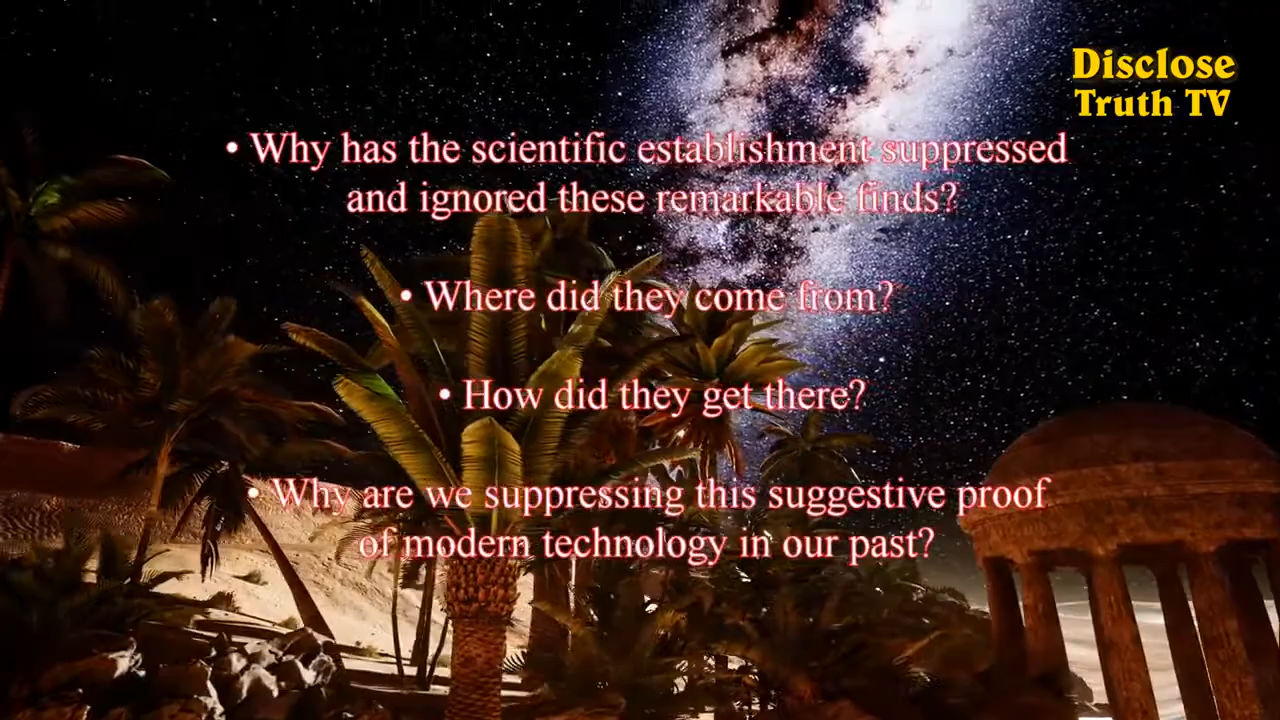 Disclose
Truth TV
• Why has the scientific establishment suppressed
and ignored these remarkable finds?
• Where did they come from?
• How did they get there?
• Why are we suppressing this suggestive proof
of modern technology in our past?